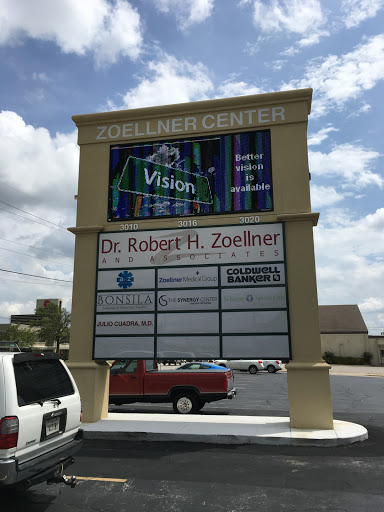 ZOELLNER CENTER
Vision
Better
vision
is
available
3010 3016 3020
Dr. Robert H. Zoellner
AND ASSOCIATES
Zoellner Medical Group
COLDWELL
BANKER
BONSILA
THE SYNERGY CENTER
JULIO CUADRA, M.D.